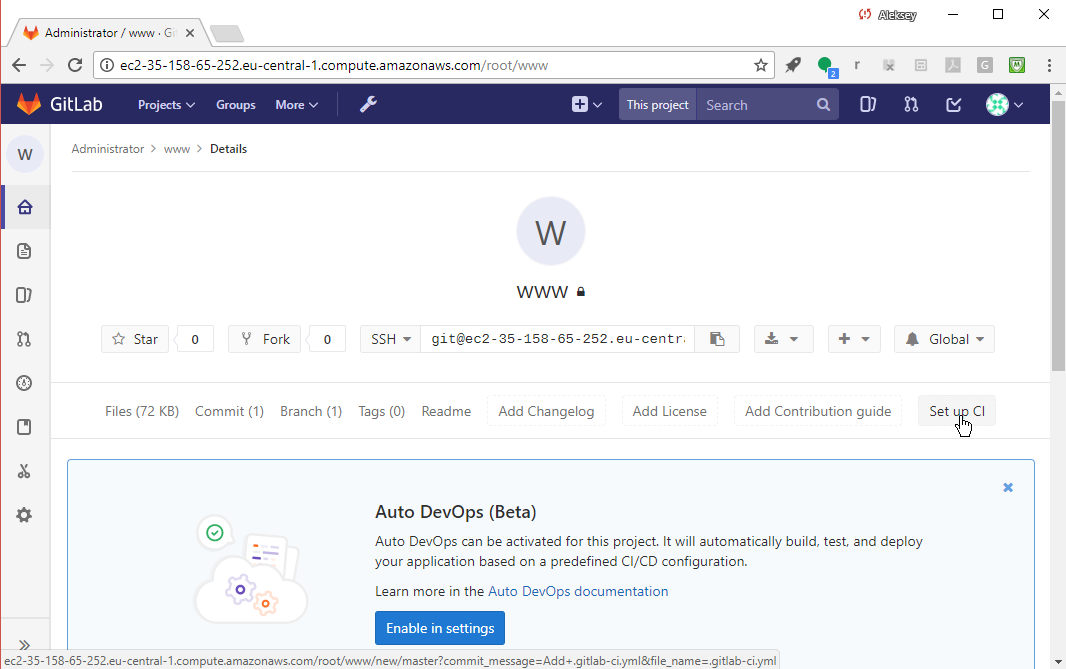 Aleksey
Administrator / www · Gi
ec2-35-158-65-252.eu-central-1.compute.amazonaws.com/root/www
2
r
G
GitLab
Projects
Groups
More
This project
Search
W
Administrator > www > Details
W
www
Star
0
Fork
0
SSH
git@ec2-35-158-65-252.eu-centra
Global
Files (72 KB)
Commit (1)
Branch (1)
Tags (0)
Readme
Add Changelog
Add License
Add Contribution guide
Set up CI
Auto DevOps (Beta)
Auto DevOps can be activated for this project. It will automatically build, test, and deploy
your application based on a predefined CI/CD configuration.
Learn more in the Auto DevOps documentation
Enable in settings
ec2-35-158-65-252.eu-central-1.compute.amazonaws.com/root/www/new/master?commit_message=Add+.gitlab-ci.yml&file_name=.gitlab-ci.yml